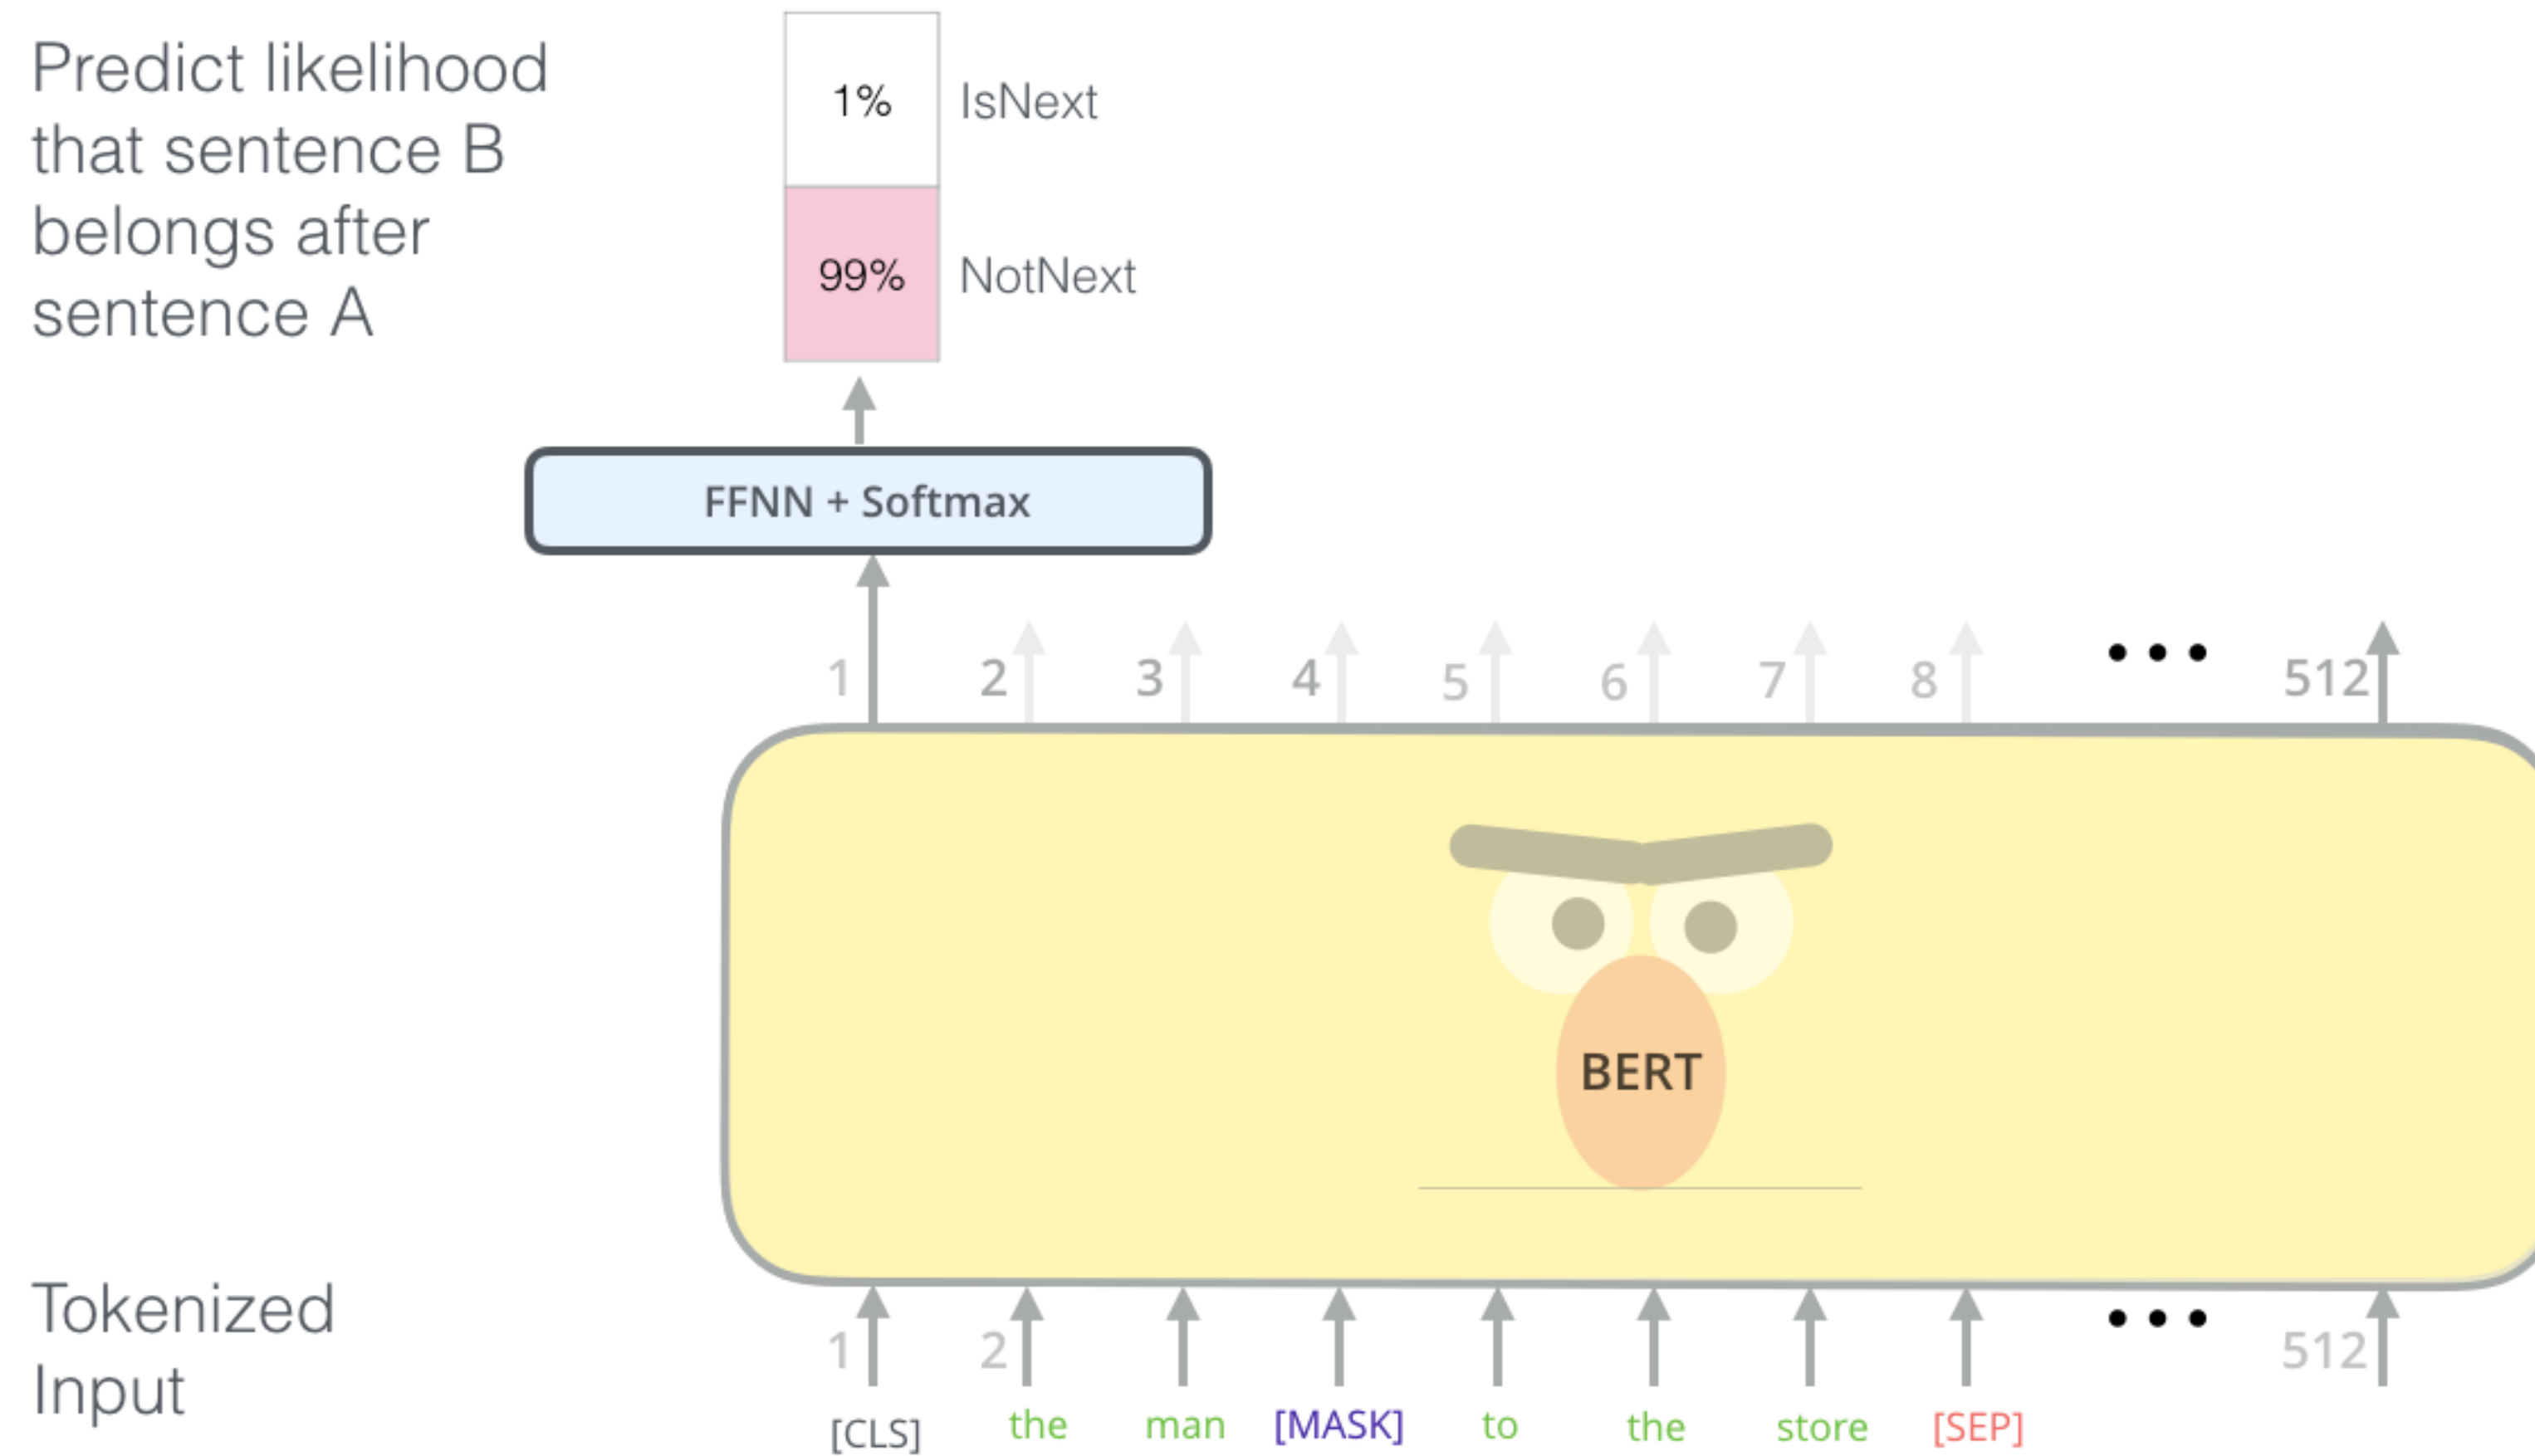 Predict likelihood
that sentence B
belongs after
sentence A
1% IsNext
99% NotNext
FFNN + Softmax
1 2 3 4 5 6 7 8 ••• 512
BERT
Tokenized
Input
1 2 ••• 512
[CLS] the man [MASK] to the store [SEP]